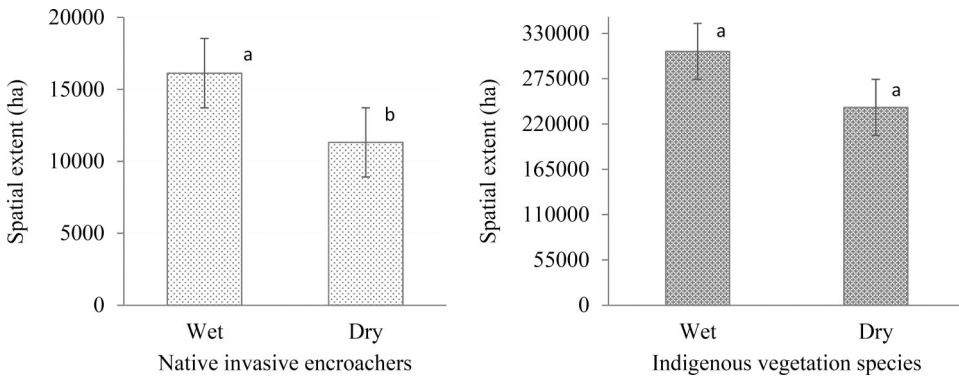 20000
15000
10000
5000
0
Spatial extent (ha)
a
b
Wet Dry
Native invasive encroachers
330000
275000
220000
165000
110000
55000
0
Spatial extent (ha)
a
a
Wet Dry
Indigenous vegetation species